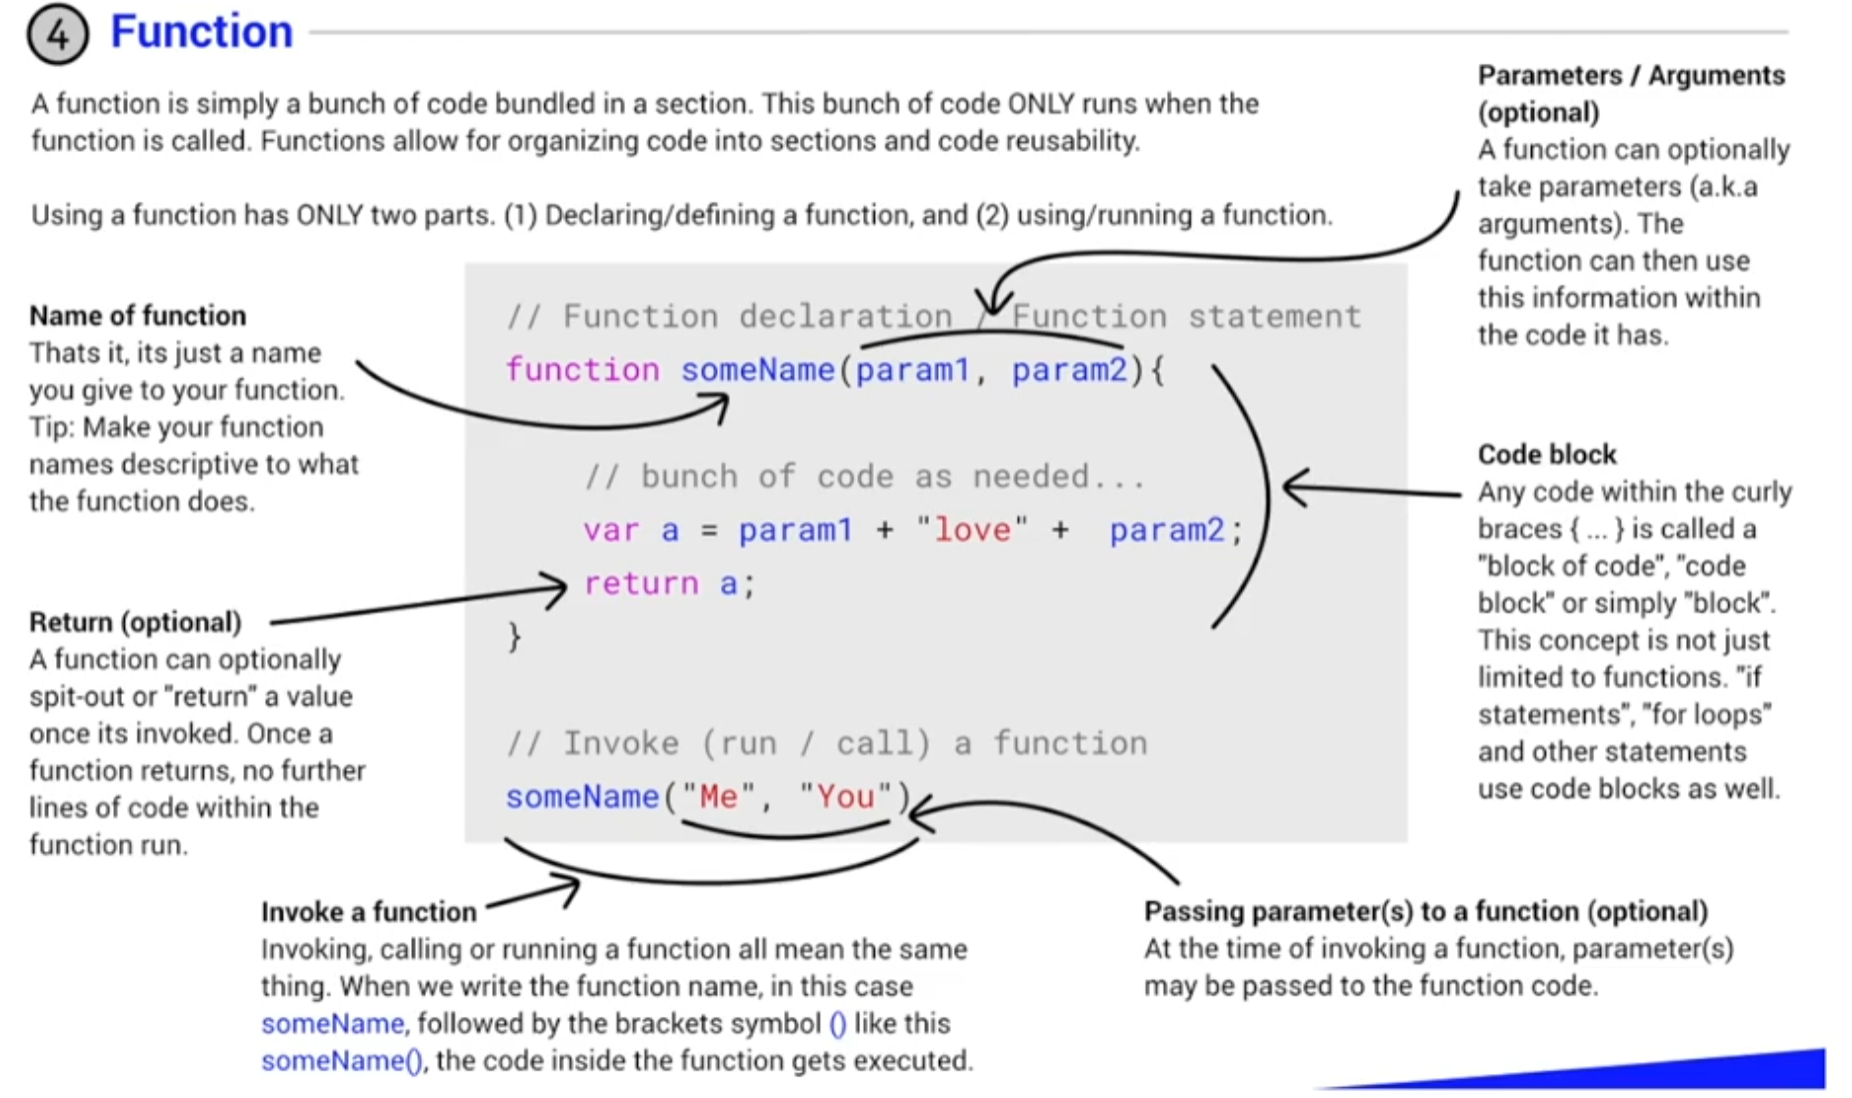 4 Function
A function is simply a bunch of code bundled in a section. This bunch of code ONLY runs when the
function is called. Functions allow for organizing code into sections and code reusability.
Using a function has ONLY two parts. (1) Declaring/defining a function, and (2) using/running a function.
Parameters / Arguments
(optional)
A function can optionally
take parameters (a.k.a
arguments). The
function can then use
this information within
the code it has.
Name of function
Thats it, its just a name
you give to your function.
Tip: Make your function
names descriptive to what
the function does.
// Function declaration / Function statement
function someName(param1, param2){
// bunch of code as needed...
var a = param1 + "love" +  param2;
return a;
}
// Invoke (run / call) a function
someName("Me", "You")
Code block
Any code within the curly
braces { ... } is called a
"block of code", "code
block" or simply "block".
This concept is not just
limited to functions. "if
statements", "for loops"
and other statements
use code blocks as well.
Return (optional)
A function can optionally
spit-out or "return" a value
once its invoked. Once a
function returns, no further
lines of code within the
function run.
Invoke a function
Invoking, calling or running a function all mean the same
thing. When we write the function name, in this case
someName, followed by the brackets symbol () like this
someName(), the code inside the function gets executed.
Passing parameter(s) to a function (optional)
At the time of invoking a function, parameter(s)
may be passed to the function code.